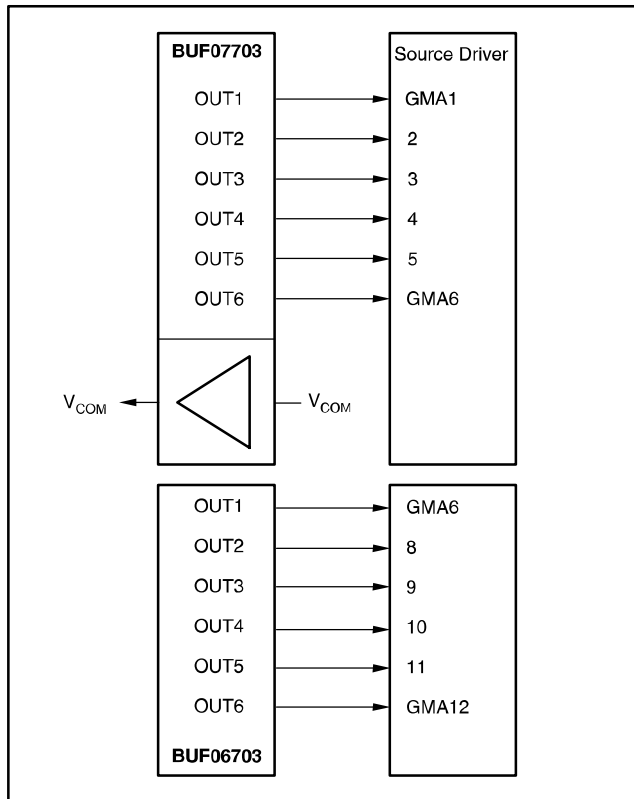 BUF07703
Source Driver
OUT1
GMA1
OUT2
2
OUT3
3
OUT4
4
OUT5
5
OUT6
GMA6
VCOM
VCOM
OUT1
GMA6
OUT2
8
OUT3
9
OUT4
10
OUT5
11
OUT6
GMA12
BUF06703